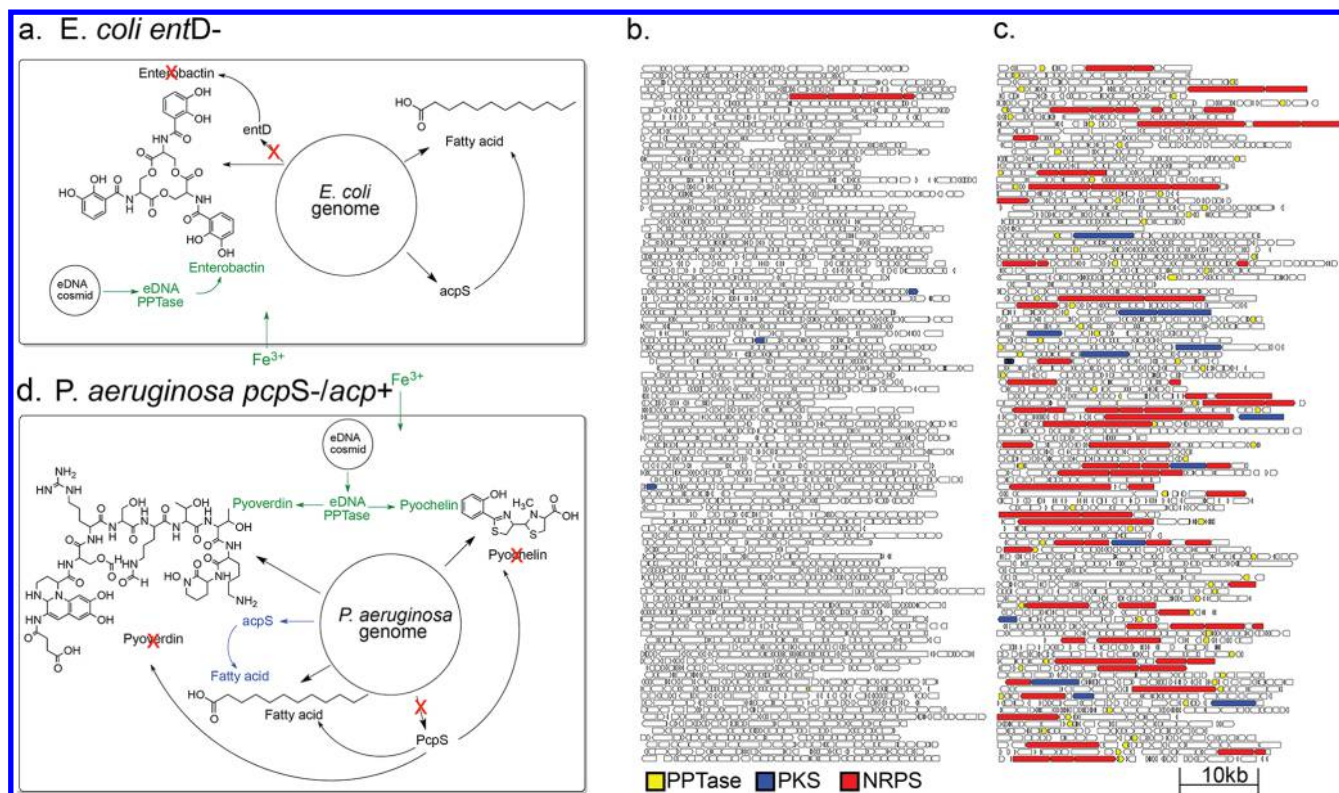 a. E. coli entD-
b.
c.
Enterobactin
entD
HO
O
Fatty acid
E. coli
genome
acpS
Enterobactin
eDNA
cosmid
eDNA
PPTase
Fe3+
d. P. aeruginosa pcpS-/acp+
Fe3+
eDNA
cosmid
Pyoverdin
eDNA
PPTase
Pyochelin
Pyochelin
P. aeruginosa
genome
acpS
Pyoverdin
Fatty acid
HO
O
Fatty acid
PcpS
PPTase
PKS
NRPS
10kb